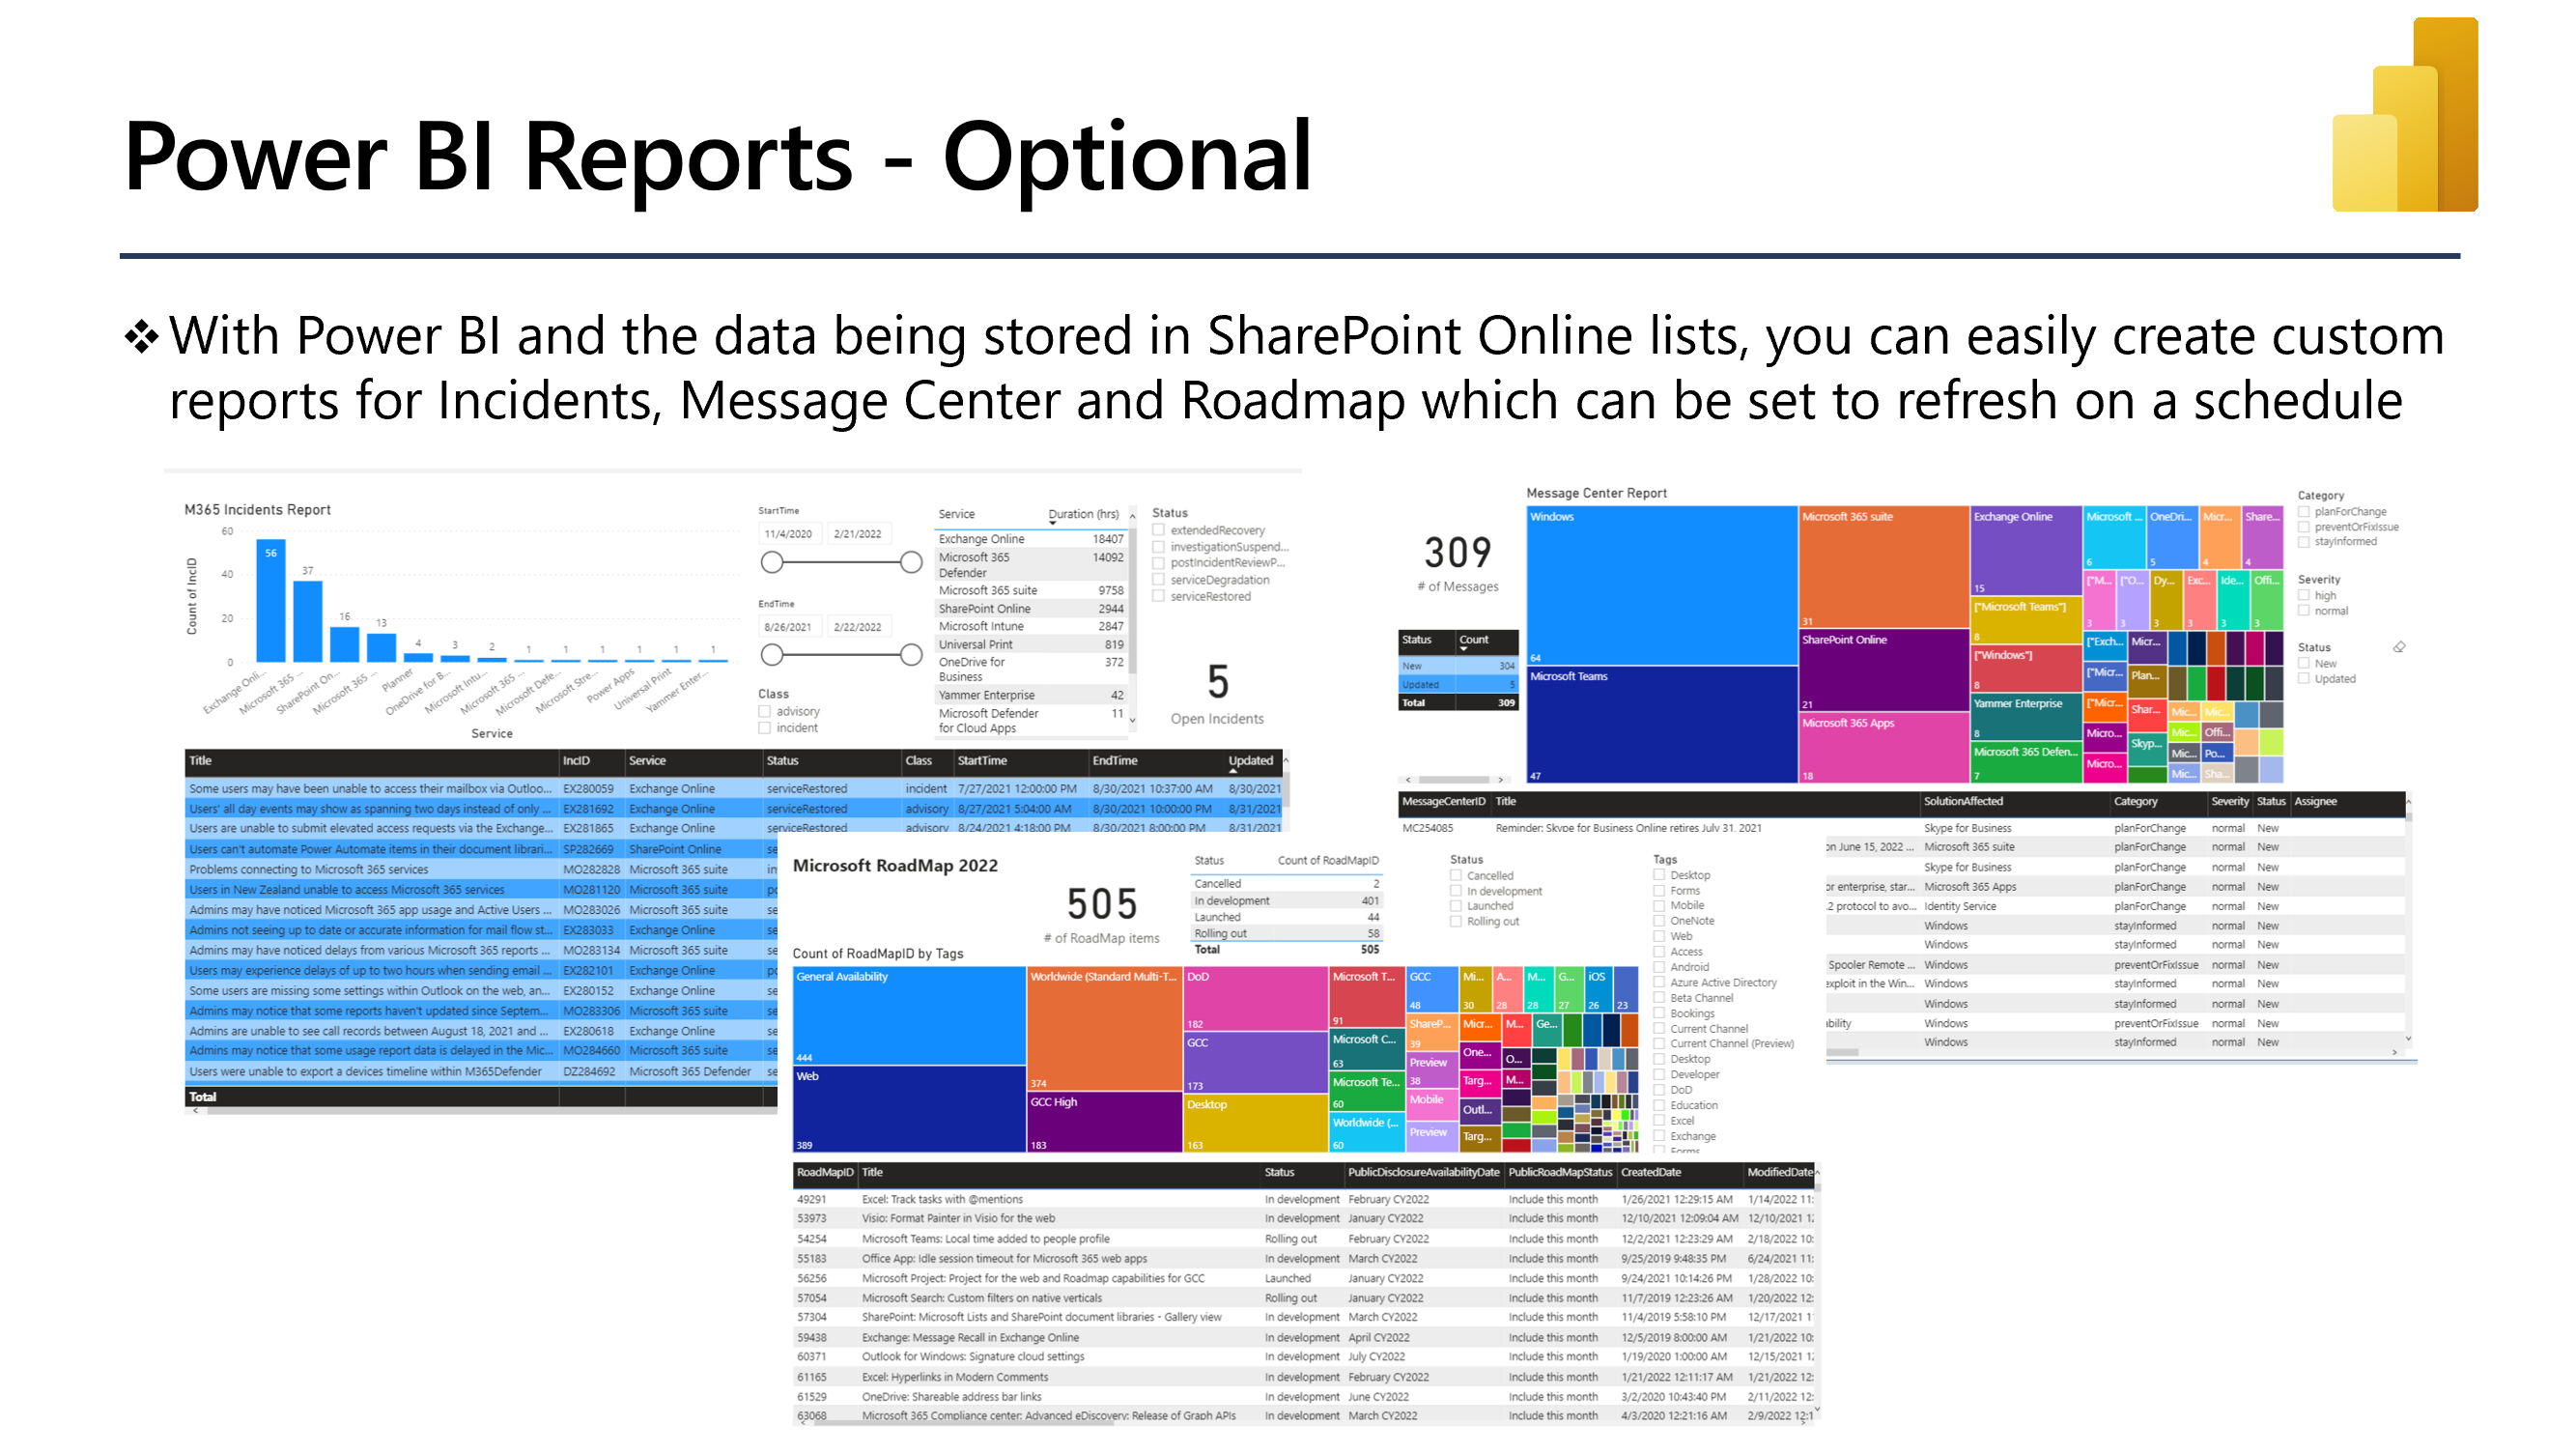 Power BI Reports - Optional
❖ With Power BI and the data being stored in SharePoint Online lists, you can easily create custom
reports for Incidents, Message Center and Roadmap which can be set to refresh on a schedule
M365 Incidents Report
Count of IncID
60
40
20
0
56
37
16
13
4
3
2
1
1
1
1
1
1
Exchange Onli...
Microsoft 365 ...
SharePoint On...
Microsoft 365 ...
Planner
OneDrive for B...
Microsoft Intu...
Microsoft 365 ...
Microsoft Defe...
Microsoft Stre...
Power Apps
Universal Print
Yammer Enter...
Service
StartTime
11/4/2020 2/21/2022
EndTime
8/26/2021 2/22/2022
Class
advisory
incident
Service Duration (hrs)
Exchange Online 18407
Microsoft 365 14092
Defender
Microsoft 365 suite 9758
SharePoint Online 2944
Microsoft Intune 2847
Universal Print 819
OneDrive for 372
Business
Yammer Enterprise 42
Microsoft Defender 11
for Cloud Apps
Status
extendedRecovery
investigationSuspend...
postIncidentReviewP...
serviceDegradation
serviceRestored
5
Open Incidents
Title IncID Service Status Class StartTime EndTime Updated
Some users may have been unable to access their mailbox via Outloo... EX280059 Exchange Online serviceRestored incident 7/27/2021 12:00:00 PM 8/30/2021 10:37:00 AM 8/30/2021
Users' all day events may show as spanning two days instead of only ... EX281692 Exchange Online serviceRestored advisory 8/27/2021 5:04:00 AM 8/30/2021 10:00:00 PM 8/31/2021
Users are unable to submit elevated access requests via the Exchange... EX281865 Exchange Online serviceRestored advisory 8/24/2021 4:18:00 PM 8/30/2021 8:00:00 PM 8/31/2021
Users can't automate Power Automate items in their document librari... SP282669 SharePoint Online se
Problems connecting to Microsoft 365 services MO282828 Microsoft 365 suite in
Users in New Zealand unable to access Microsoft 365 services MO281120 Microsoft 365 suite po
Admins may have noticed Microsoft 365 app usage and Active Users ... MO283026 Microsoft 365 suite se
Admins not seeing up to date or accurate information for mail flow st... EX283033 Exchange Online se
Admins may have noticed delays from various Microsoft 365 reports ... MO283134 Microsoft 365 suite se
Users may experience delays of up to two hours when sending email ... EX282101 Exchange Online po
Some users are missing some settings within Outlook on the web, an... EX280152 Exchange Online se
Admins may notice that some reports haven't updated since Septem... MO283306 Microsoft 365 suite se
Admins are unable to see call records between August 18, 2021 and ... EX280618 Exchange Online se
Admins may notice that some usage report data is delayed in the Mic... MO284660 Microsoft 365 suite se
Users were unable to export a devices timeline within M365Defender DZ284692 Microsoft 365 Defender se
Total
309
# of Messages
Status Count
New 304
Updated 5
Total 309
Message Center Report
Windows
64
Microsoft Teams
47
Microsoft 365 suite
31
SharePoint Online
21
Microsoft 365 Apps
18
Exchange Online
15
["Microsoft Teams"]
8
["Windows"]
8
Yammer Enterprise
8
Microsoft 365 Defen...
7
Microsoft ... OneDri... Micr... Share...
6 5 4 4
["M... ["O... Dy... Exc... Ide... Offi...
3 3 3 3 3 3
["Exch... Micr...
["Micr... Plan...
["Micr... Shar... Mic... Mic...
Micro... Skyp... Mic... Offi...
Micro... Mic... Po...
Mic... Sha...
Category
planForChange
preventOrFixIssue
stayInformed
Severity
high
normal
Status
New
Updated
MessageCenterID Title SolutionAffected Category Severity Status Assignee
MC254085 Reminder: Skype for Business Online retires July 31, 2021 Skype for Business planForChange normal New
on June 15, 2022 ... Microsoft 365 suite planForChange normal New
Skype for Business planForChange normal New
or enterprise, star... Microsoft 365 Apps planForChange normal New
.2 protocol to avo... Identity Service planForChange normal New
Windows stayInformed normal New
Windows stayInformed normal New
Spooler Remote ... Windows preventOrFixIssue normal New
exploit in the Win... Windows stayInformed normal New
Windows stayInformed normal New
ability Windows preventOrFixIssue normal New
Windows stayInformed normal New
Microsoft RoadMap 2022
505
# of RoadMap items
Status Count of RoadMapID
Cancelled 2
In development 401
Launched 44
Rolling out 58
Total 505
Status
Cancelled
In development
Launched
Rolling out
Tags
Desktop
Forms
Mobile
OneNote
Web
Access
Android
Azure Active Directory
Beta Channel
Bookings
Current Channel
Current Channel (Preview)
Desktop
Developer
DoD
Education
Excel
Exchange
Forms
Count of RoadMapID by Tags
General Availability
444
Web
389
Worldwide (Standard Multi-T...
374
GCC High
183
DoD
182
GCC
173
Desktop
163
Microsoft T...
91
Microsoft C...
63
Microsoft Te...
60
Worldwide (...
60
GCC Mi... A... M... G... iOS
48 30 28 28 27 26 23
ShareP... Micr... M... Ge...
39
Preview One... O...
38 Targ... M...
Mobile Outl...
Preview Targ...
RoadMapID Title Status PublicDisclosureAvailabilityDate PublicRoadMapStatus CreatedDate ModifiedDate
49291 Excel: Track tasks with @mentions In development February CY2022 Include this month 1/26/2021 12:29:15 AM 1/14/2022 11:
53973 Visio: Format Painter in Visio for the web In development January CY2022 Include this month 12/10/2021 12:09:04 AM 12/10/2021 12
54254 Microsoft Teams: Local time added to people profile Rolling out February CY2022 Include this month 12/2/2021 12:23:29 AM 2/18/2022 10:
55183 Office App: Idle session timeout for Microsoft 365 web apps In development March CY2022 Include this month 9/25/2019 9:48:35 PM 6/24/2021 11:
56256 Microsoft Project: Project for the web and Roadmap capabilities for GCC Launched January CY2022 Include this month 9/24/2021 10:14:26 PM 1/28/2022 10:
57054 Microsoft Search: Custom filters on native verticals Rolling out January CY2022 Include this month 11/7/2019 12:23:26 AM 1/20/2022 12:
57304 SharePoint: Microsoft Lists and SharePoint document libraries - Gallery view In development March CY2022 Include this month 11/4/2019 5:58:10 PM 12/17/2021 1
59438 Exchange: Message Recall in Exchange Online In development April CY2022 Include this month 12/5/2019 8:00:00 AM 1/21/2022 10:
60371 Outlook for Windows: Signature cloud settings In development July CY2022 Include this month 1/19/2020 1:00:00 AM 12/15/2021 12
61165 Excel: Hyperlinks in Modern Comments In development February CY2022 Include this month 1/21/2022 12:11:17 AM 1/21/2022 12:
61529 OneDrive: Shareable address bar links In development June CY2022 Include this month 3/2/2020 10:43:40 PM 2/11/2022 12:
63068 Microsoft 365 Compliance center: Advanced eDiscovery: Release of Graph APIs In development March CY2022 Include this month 4/3/2020 12:21:16 AM 2/9/2022 12:1